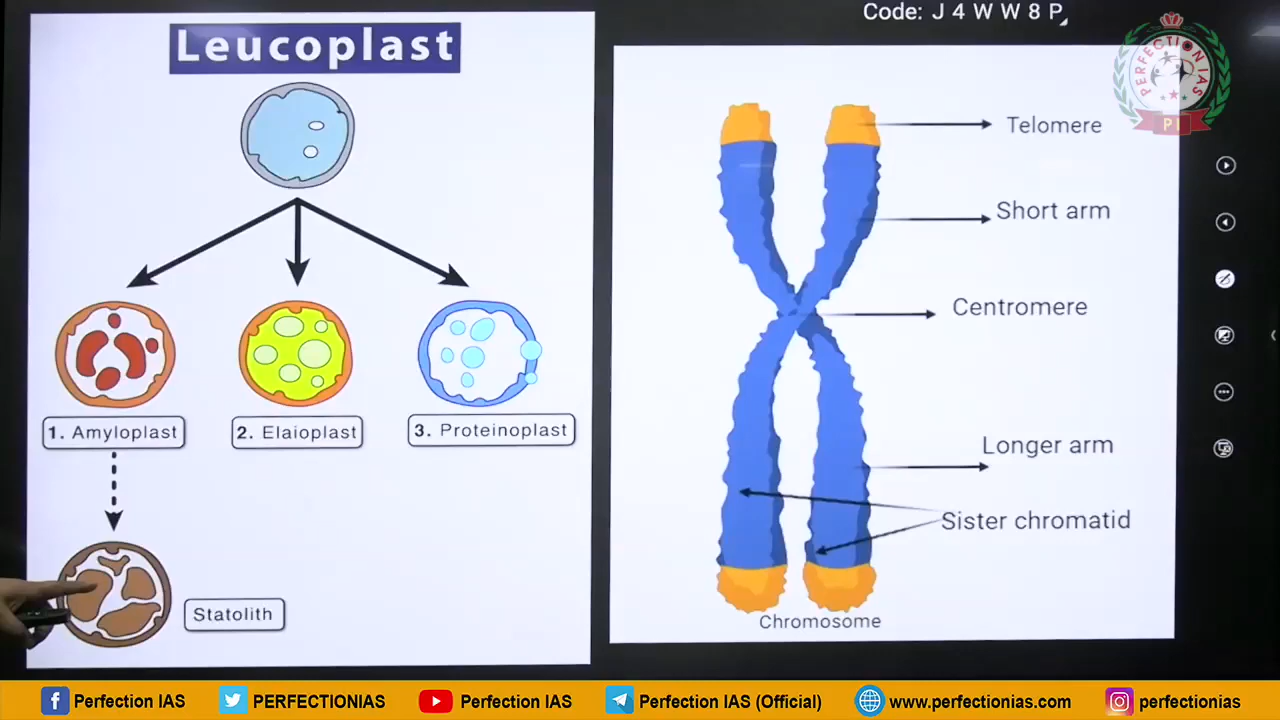 Code: J 4 W W 8 P
PERFECTION IAS
PI
Leucoplast
1. Amyloplast
2. Elaioplast
3. Proteinoplast
Statolith
Telomere
Short arm
Centromere
Longer arm
Sister chromatid
Chromosome
Perfection IAS
PERFECTIONIAS
Perfection IAS
Perfection IAS (Official)
www.perfectionias.com
perfectionias